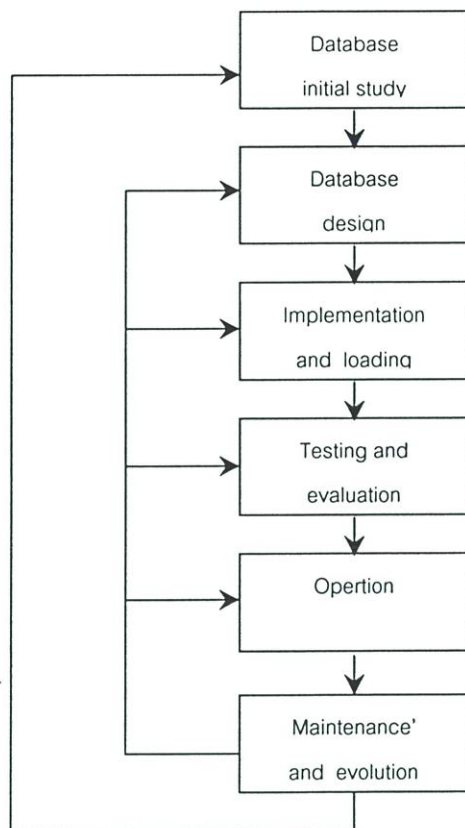 Database
initial study
Database
design
Implementation
and loading
Testing and
evaluation
Opertion
Maintenance'
and evolution